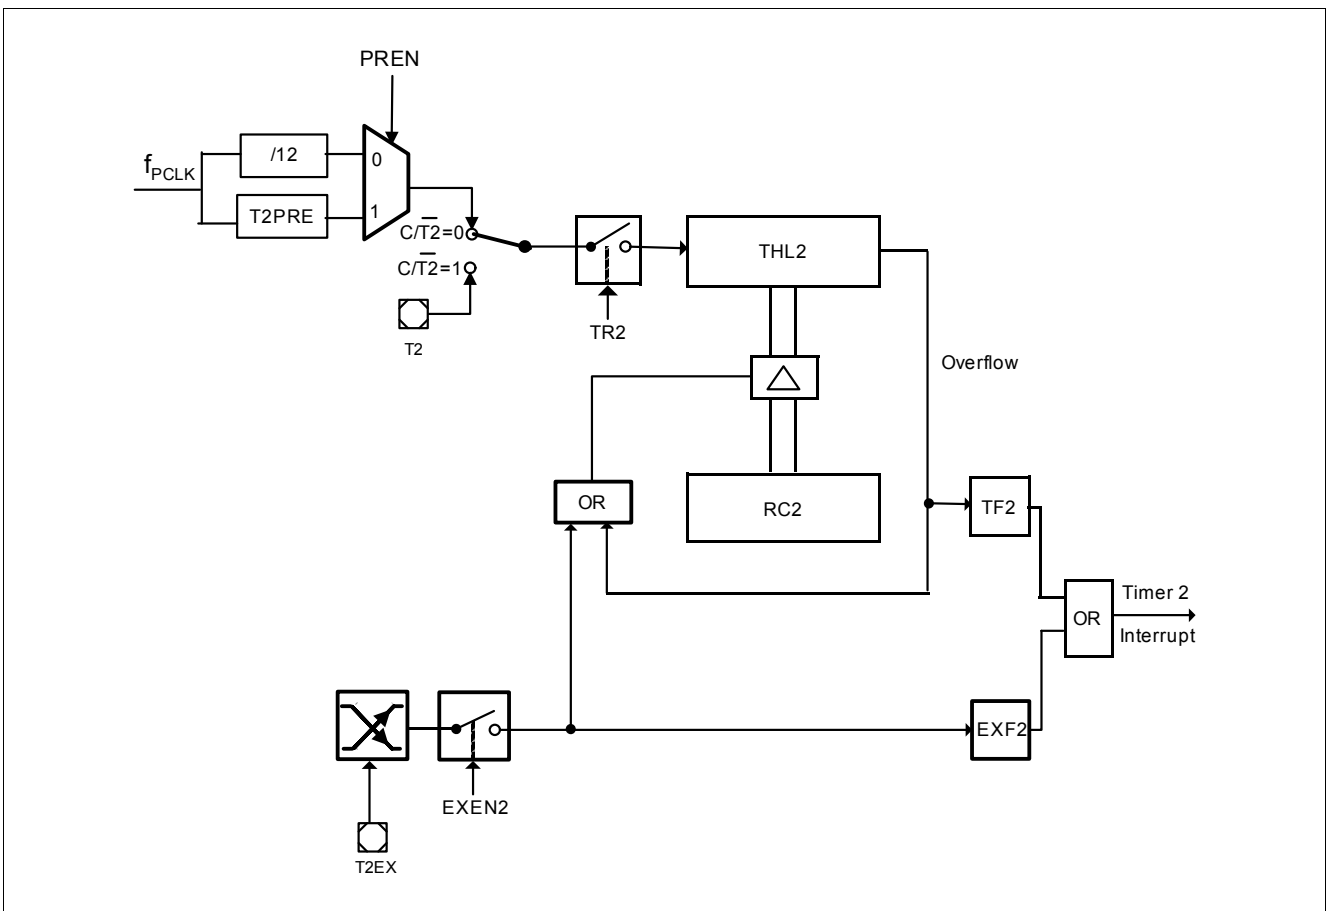 PREN
/12
0
fPCLK
T2PRE
1
C/T2=0
C/T2=1
T2
TR2
THL2
Overflow
OR
RC2
TF2
OR
Timer 2
Interrupt
EXF2
EXEN2
T2EX